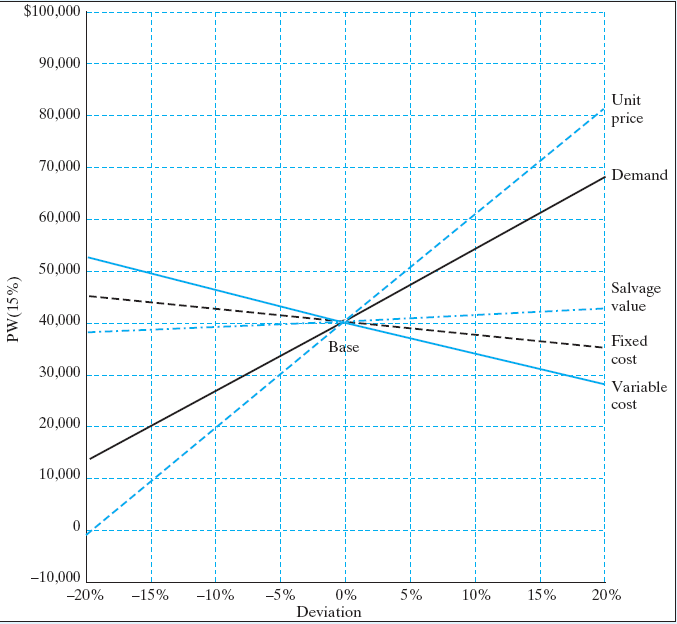 $100,000
90,000
80,000
70,000
60,000
50,000
40,000
30,000
20,000
10,000
0
–10,000
PW(15%)
Unit
price
Demand
Salvage
value
Fixed
cost
Variable
cost
Base
–20%
–15%
–10%
–5%
0%
5%
10%
15%
20%
Deviation